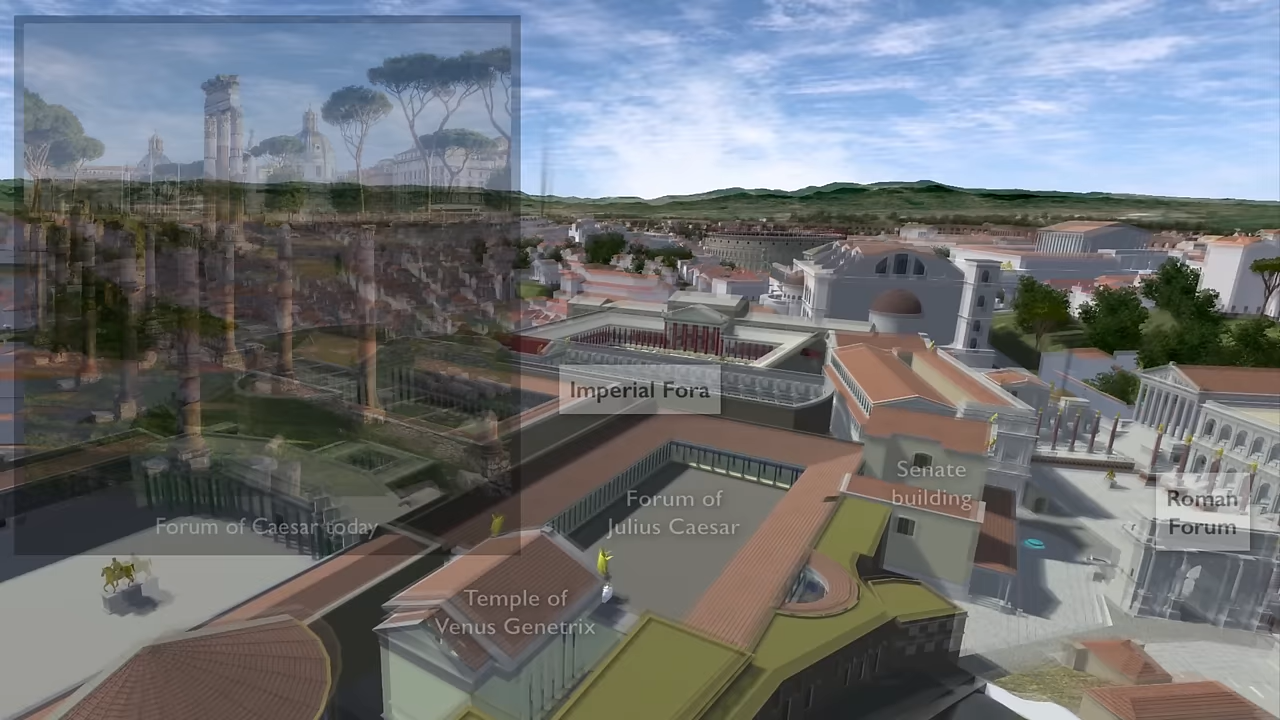 Imperial Fora
Senate
building
Forum of
Julius Caesar
Roman
Forum
Forum of Caesar today
Temple of
Venus Genetrix